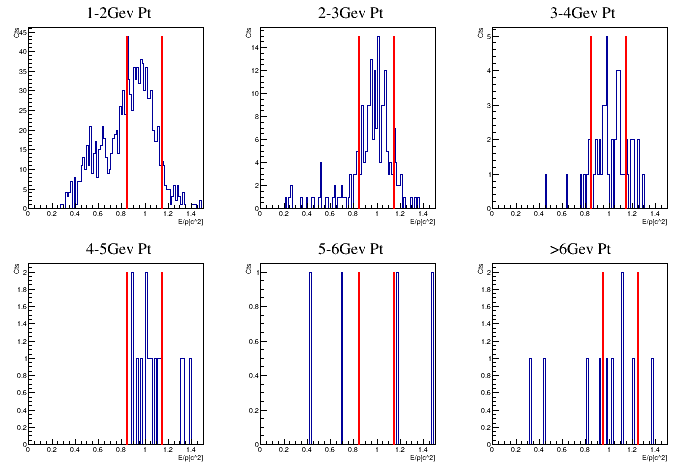 1-2Gev Pt
2-3Gev Pt
3-4Gev Pt
Cts
45
40
35
30
25
20
15
10
5
0
0 0.2 0.4 0.6 0.8 1 1.2 1.4
E/p[c^2]
Cts
14
12
10
8
6
4
2
0
0 0.2 0.4 0.6 0.8 1 1.2 1.4
E/p[c^2]
Cts
5
4
3
2
1
0
0 0.2 0.4 0.6 0.8 1 1.2 1.4
E/p[c^2]
4-5Gev Pt
5-6Gev Pt
>6Gev Pt
Cts
2
1.8
1.6
1.4
1.2
1
0.8
0.6
0.4
0.2
0
0 0.2 0.4 0.6 0.8 1 1.2 1.4
E/p[c^2]
Cts
1
0.8
0.6
0.4
0.2
0
0 0.2 0.4 0.6 0.8 1 1.2 1.4
E/p[c^2]
Cts
2
1.8
1.6
1.4
1.2
1
0.8
0.6
0.4
0.2
0
0 0.2 0.4 0.6 0.8 1 1.2 1.4
E/p[c^2]